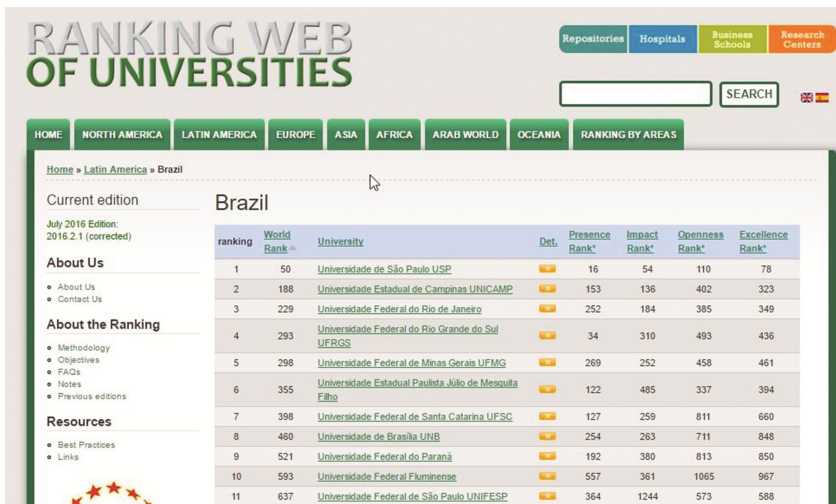 RANKING WEB
OF UNIVERSITIES
Repositories Hospitals Business Schools Research Centers
SEARCH
HOME NORTH AMERICA LATIN AMERICA EUROPE ASIA AFRICA ARAB WORLD OCEANIA RANKING BY AREAS
Home » Latin America » Brazil
Current edition
July 2016 Edition:
2016.2.1 (corrected)
About Us
About Us
Contact Us
About the Ranking
Methodology
Objectives
FAQs
Notes
Previous editions
Resources
Best Practices
Links
Brazil
ranking World Rank University Det. Presence Rank* Impact Rank* Openness Rank* Excellence Rank*
1 50 Universidade de São Paulo USP 16 54 110 78
2 188 Universidade Estadual de Campinas UNICAMP 153 136 402 323
3 229 Universidade Federal do Rio de Janeiro 252 184 385 349
4 293 Universidade Federal do Rio Grande do Sul UFRGS 34 310 493 436
5 298 Universidade Federal de Minas Gerais UFMG 269 252 458 461
6 355 Universidade Estadual Paulista Júlio de Mesquita Filho 122 485 337 394
7 398 Universidade Federal de Santa Catarina UFSC 127 259 811 660
8 460 Universidade de Brasília UNB 254 263 711 848
9 521 Universidade Federal do Paraná 192 380 813 850
10 593 Universidade Federal Fluminense 557 361 1065 967
11 637 Universidade Federal de São Paulo UNIFESP 364 1244 573 588